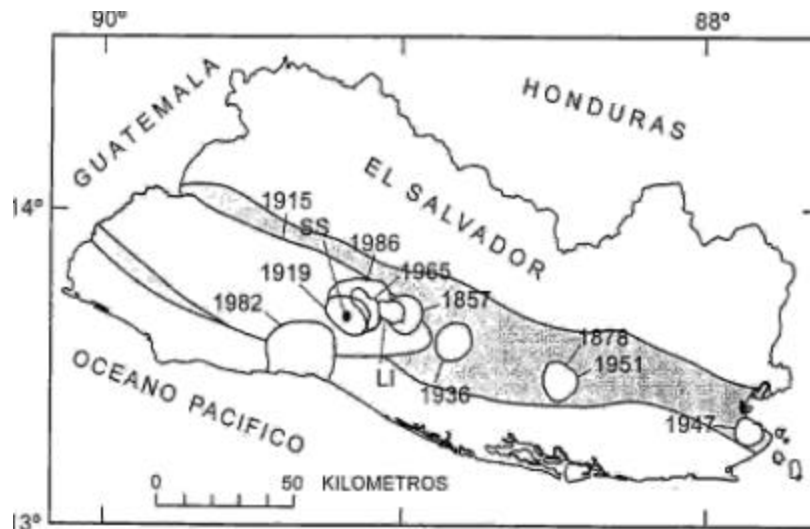 90° 88°
GUATEMALA
HONDURAS
EL SALVADOR
14°
1915
SS
1986
1965
1919
1857
1982
1878
1951
LI
1936
1947
OCEANO PACIFICO
0 50 KILOMETROS
13°